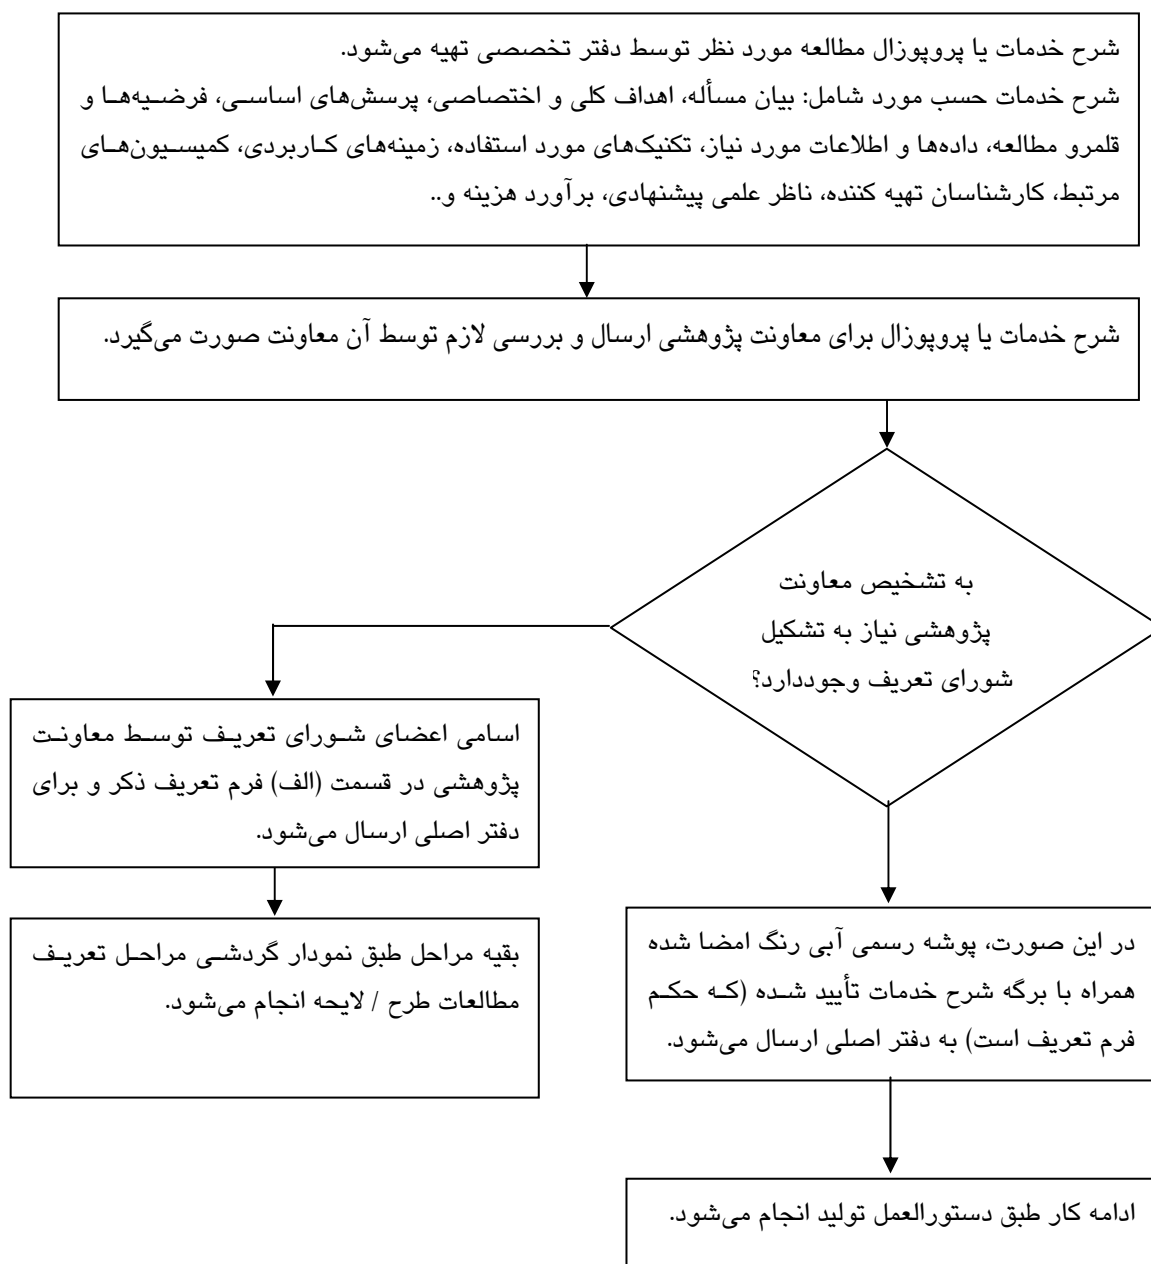 شرح خدمات یا پروپوزال مطالعه مورد نظر توسط دفتر تخصصی تهیه می‌شود.
شرح خدمات حسب مورد شامل: بیان مسأله، اهداف کلی و اختصاصی، پرسش‌های اساسی، فرضیه‌ها و
قلمرو مطالعه، داده‌ها و اطلاعات مورد نیاز، تکنیک‌های مورد استفاده، زمینه‌های کاربردی، کمیسیون‌های
مرتبط، کارشناسان تهیه کننده، ناظر علمی پیشنهادی، برآورد هزینه و..
شرح خدمات یا پروپوزال برای معاونت پژوهشی ارسال و بررسی لازم توسط آن معاونت صورت می‌گیرد.
به تشخیص معاونت
پژوهشی نیاز به تشکیل
شورای تعریف وجوددارد؟
اسامی اعضای شورای تعریف توسط معاونت
پژوهشی در قسمت (الف) فرم تعریف ذکر و برای
دفتر اصلی ارسال می‌شود.
بقیه مراحل طبق نمودار گردشی مراحل تعریف
مطالعات طرح / لایحه انجام می‌شود.
در این صورت، پوشه رسمی آبی رنگ امضا شده
همراه با برگه شرح خدمات تأیید شده (که حکم
فرم تعریف است) به دفتر اصلی ارسال می‌شود.
ادامه کار طبق دستورالعمل تولید انجام می‌شود.